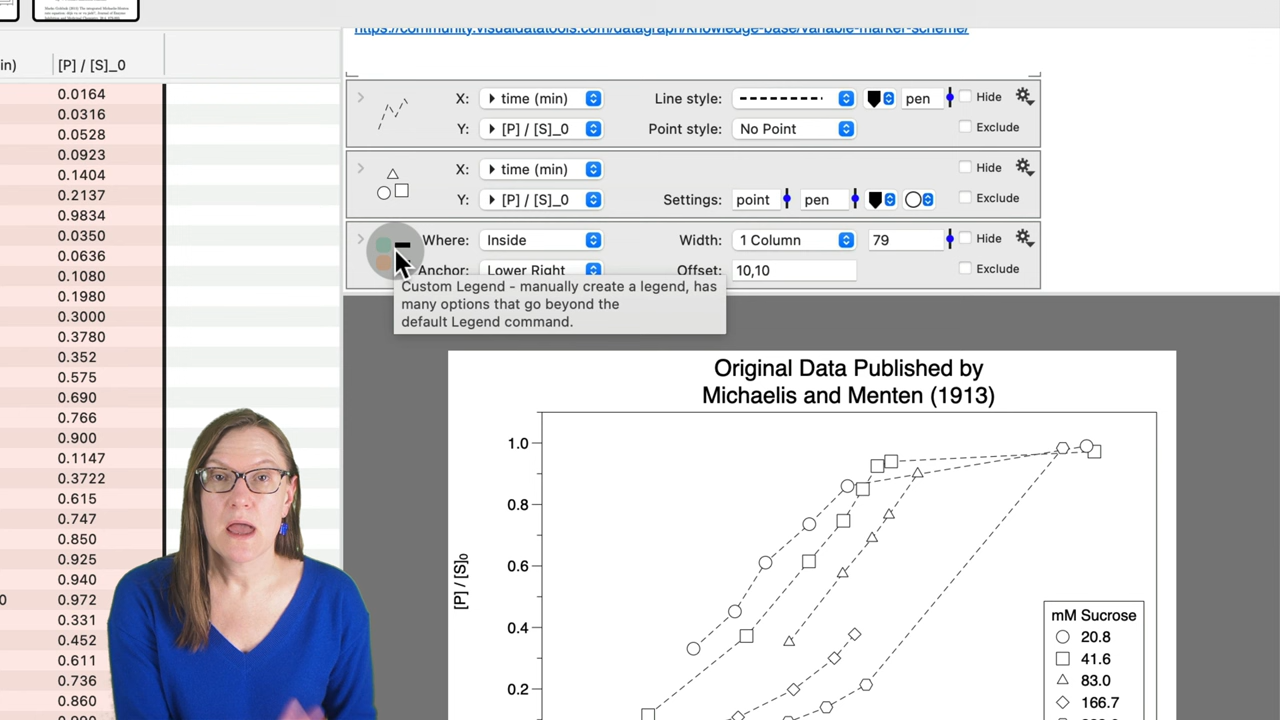 https://community.visualdatatools.com/datagraph/knowledge-base/variable-marker-scheme/
in) [P] / [S]_0
0.0164
0.0316
0.0528
0.0923
0.1404
0.2137
0.9834
0.0350
0.0636
0.1080
0.1980
0.3000
0.3780
0.352
0.575
0.690
0.766
0.900
0.1147
0.3722
0.615
0.747
0.850
0.925
0.940
0 0.972
0.331
0.452
0.611
0.736
0.860
X: time (min) Line style: pen Hide
Y: [P] / [S]_0 Point style: No Point Exclude
X: time (min) Hide
Y: [P] / [S]_0 Settings: point pen Exclude
Where: Inside Width: 1 Column 79 Hide
Anchor: Lower Right Offset: 10,10 Exclude
Custom Legend - manually create a legend, has
many options that go beyond the
default Legend command.
Original Data Published by
Michaelis and Menten (1913)
1.0
0.8
0.6
0.4
0.2
[P] / [S]0
mM Sucrose
20.8
41.6
83.0
166.7